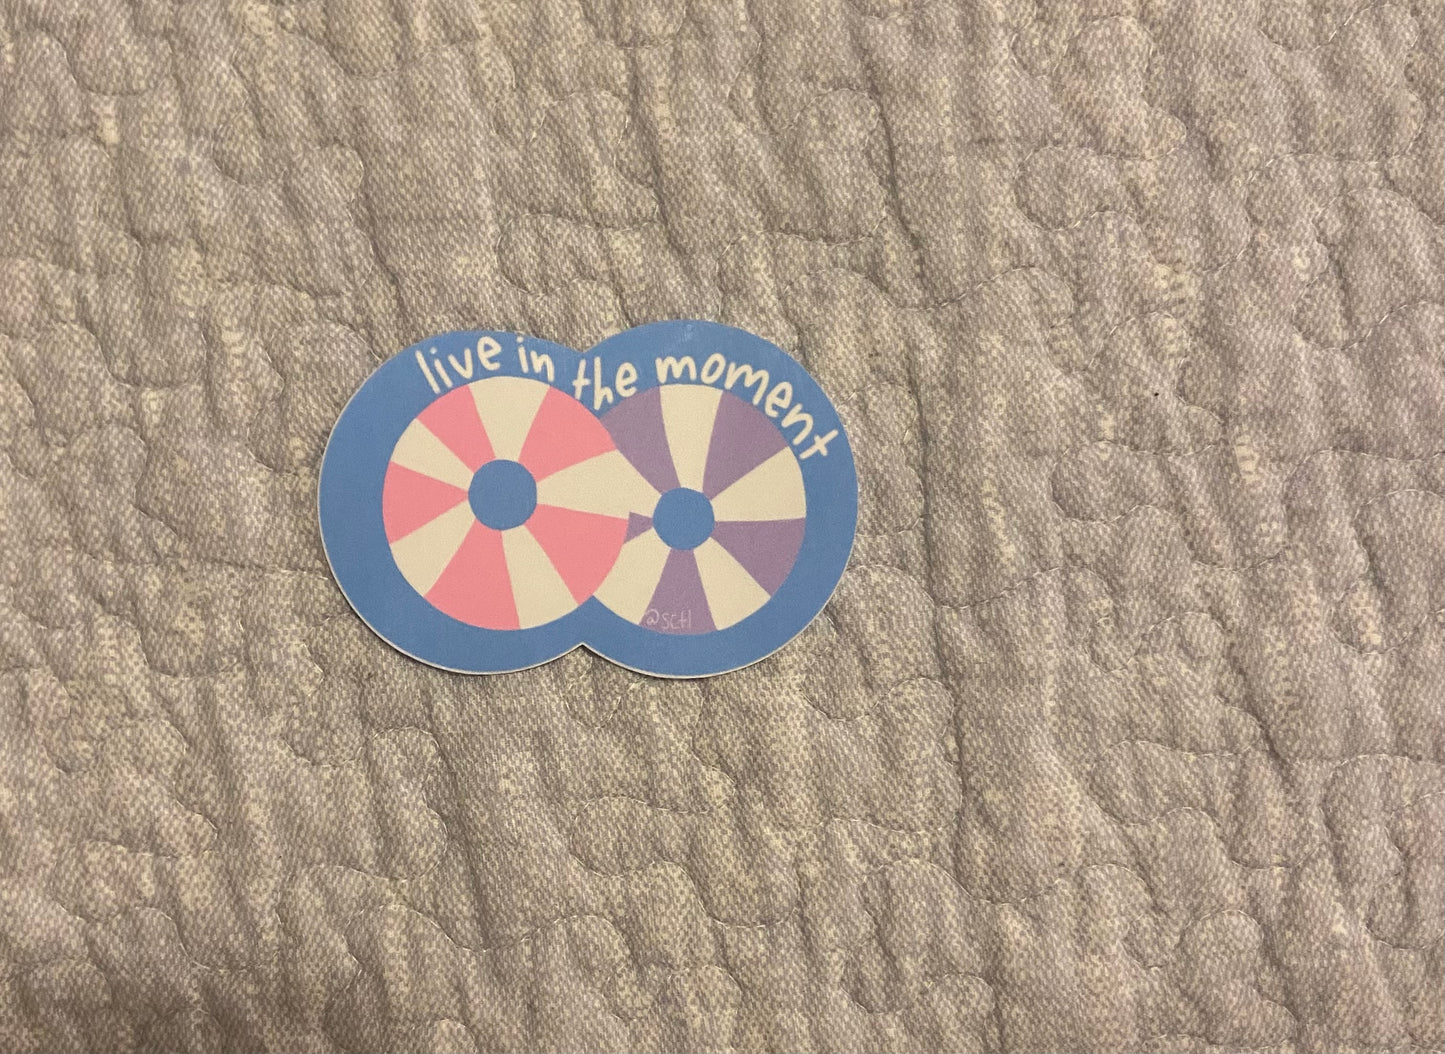 live in the moment
@sctl